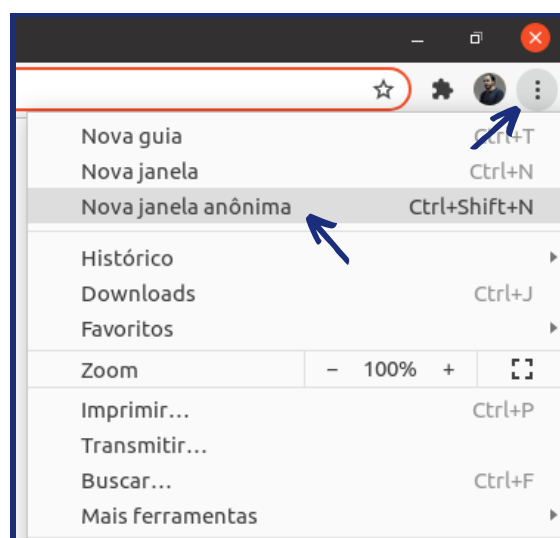 Nova guia Ctrl+T
Nova janela Ctrl+N
Nova janela anônima Ctrl+Shift+N
Histórico
Downloads Ctrl+J
Favoritos
Zoom - 100% +
Imprimir... Ctrl+P
Transmitir...
Buscar... Ctrl+F
Mais ferramentas